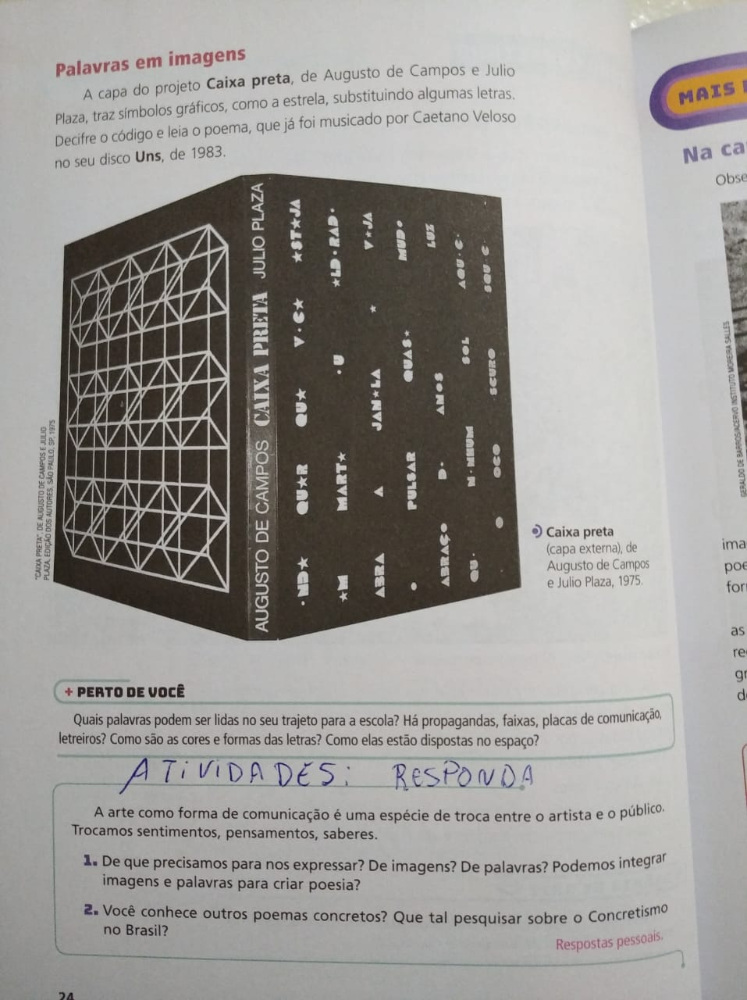 Palavras em imagens
A capa do projeto Caixa preta, de Augusto de Campos e Julio
Plaza, traz símbolos gráficos, como a estrela, substituindo algumas letras.
Decifre o código e leia o poema, que já foi musicado por Caetano Veloso
no seu disco Uns, de 1983.
"CAIXA PRETA", DE AUGUSTO DE CAMPOS E JULIO
PLAZA. EDIÇÃO DOS AUTORES. SÃO PAULO, SP, 1975
AUGUSTO DE CAMPOS CAIXA PRETA JULIO PLAZA
•ND★ QU★R QU★ V•C★ ★ST★JA
★M MART★ •U ★LD•RAD•
ABRA A JAN★LA ★ V★JA
• PULSAR QUAS★ MUD•
ABRAÇ• D• AN•S LUZ
QU• N•NHUM SOL AQU•C•
• OCO SCURO SQU•C•
Caixa preta
(capa externa), de
Augusto de Campos
e Julio Plaza, 1975.
+ PERTO DE VOCÊ
Quais palavras podem ser lidas no seu trajeto para a escola? Há propagandas, faixas, placas de comunicação,
letreiros? Como são as cores e formas das letras? Como elas estão dispostas no espaço?
ATIVIDADES: RESPONDA
A arte como forma de comunicação é uma espécie de troca entre o artista e o público.
Trocamos sentimentos, pensamentos, saberes.
1. De que precisamos para nos expressar? De imagens? De palavras? Podemos integrar
imagens e palavras para criar poesia?
2. Você conhece outros poemas concretos? Que tal pesquisar sobre o Concretismo
no Brasil?
Respostas pessoais.
24
MAIS
Na ca
Obse
GERALDO DE BARROS/ACERVO INSTITUTO MOREIRA SALLES
ima
poe
for
as
re
gr
d